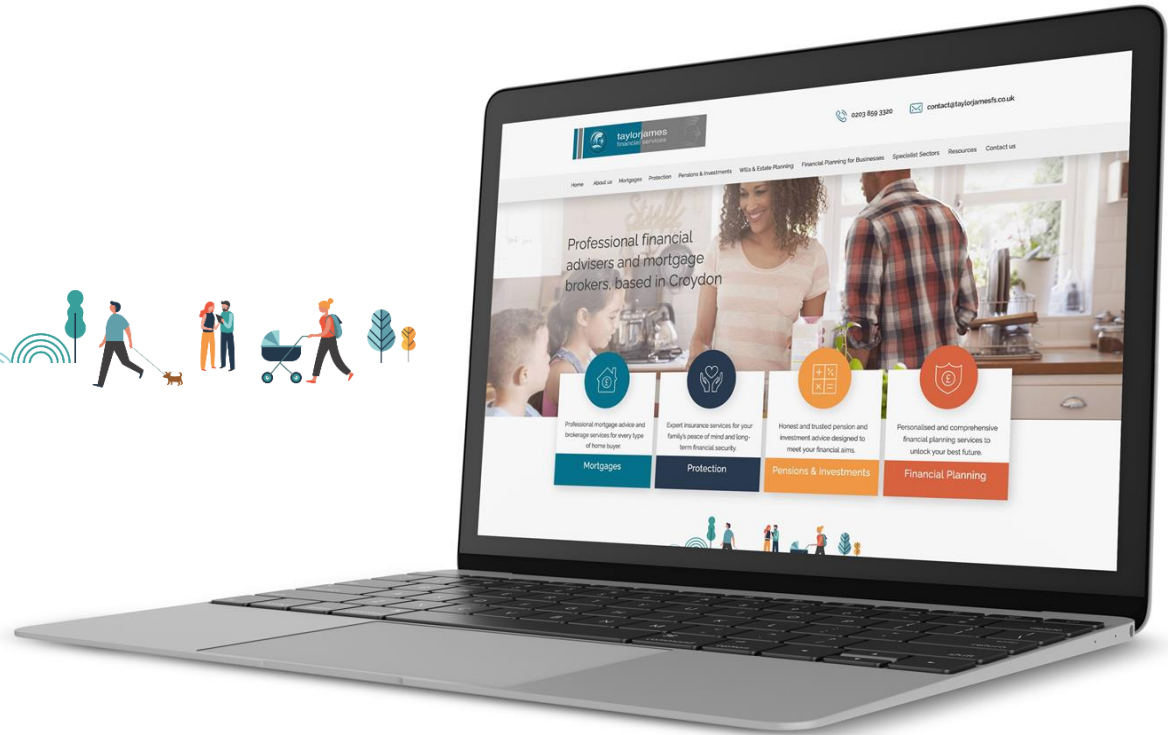 taylorjames
financial services
0203 859 3320
contact@taylorjamesfs.co.uk
Home About us Mortgages Protection Pensions & Investments Wills & Estate Planning Financial Planning for Businesses Specialist Sectors Resources Contact us
Stuff
Professional financial
advisers and mortgage
brokers, based in Croydon
Professional mortgage advice and
brokerage services for every type
of home buyer.
Mortgages
Expert insurance services for your
family's peace of mind and long-
term financial security.
Protection
Honest and trusted pension and
investment advice designed to
meet your financial aims.
Pensions & Investments
Personalised and comprehensive
financial planning services to
unlock your best future.
Financial Planning
option
return
shift